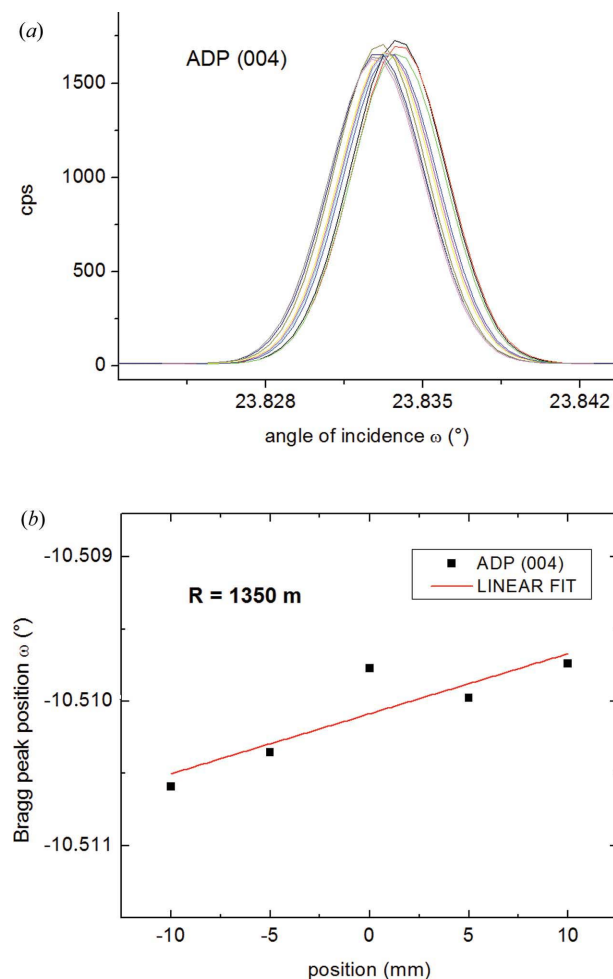 (a)
ADP (004)
1500
1000
cps
500
0
23.828 23.835 23.842
angle of incidence ω (°)
(b)
-10.509
ADP (004)
LINEAR FIT
R = 1350 m
Bragg peak position ω (°)
-10.510
-10.511
-10 -5 0 5 10
position (mm)